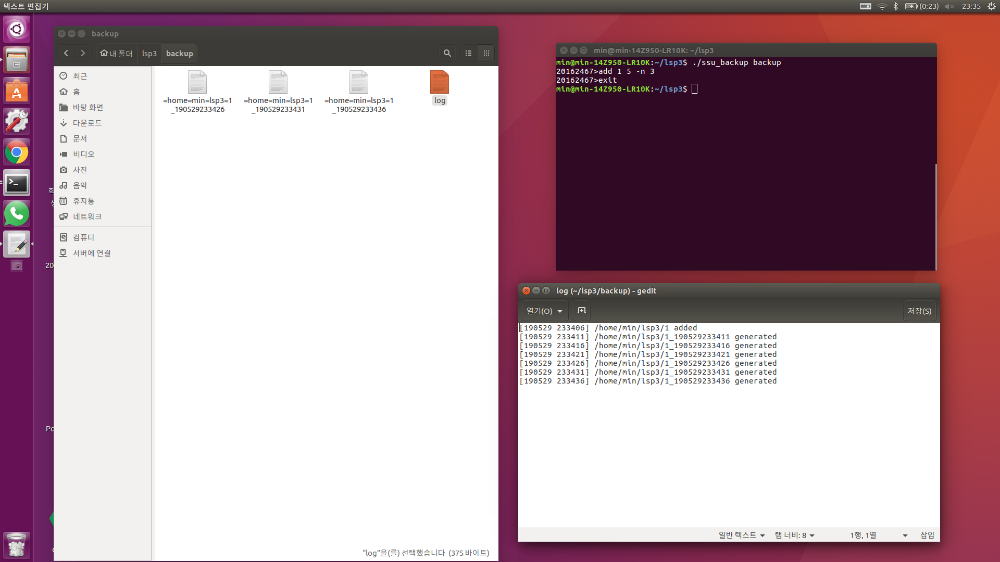 텍스트 편집기
(0:23)
23:35
backup
내 폴더
lsp3
backup
최근
홈
바탕 화면
다운로드
문서
비디오
사진
음악
휴지통
네트워크
컴퓨터
서버에 연결
=home=min=lsp3=1
_190529233426
=home=min=lsp3=1
_190529233431
=home=min=lsp3=1
_190529233436
log
“log”을(를) 선택했습니다 (375 바이트)
20
Po
min@min-14Z950-LR10K: ~/lsp3
min@min-14Z950-LR10K:~/lsp3$ ./ssu_backup backup
20162467>add 1 5 -n 3
20162467>exit
min@min-14Z950-LR10K:~/lsp3$
log (~/lsp3/backup) - gedit
열기(O)
저장(S)
[190529 233406] /home/min/lsp3/1 added
[190529 233411] /home/min/lsp3/1_190529233411 generated
[190529 233416] /home/min/lsp3/1_190529233416 generated
[190529 233421] /home/min/lsp3/1_190529233421 generated
[190529 233426] /home/min/lsp3/1_190529233426 generated
[190529 233431] /home/min/lsp3/1_190529233431 generated
[190529 233436] /home/min/lsp3/1_190529233436 generated
일반 텍스트
탭 너비: 8
1행, 1열
삽입